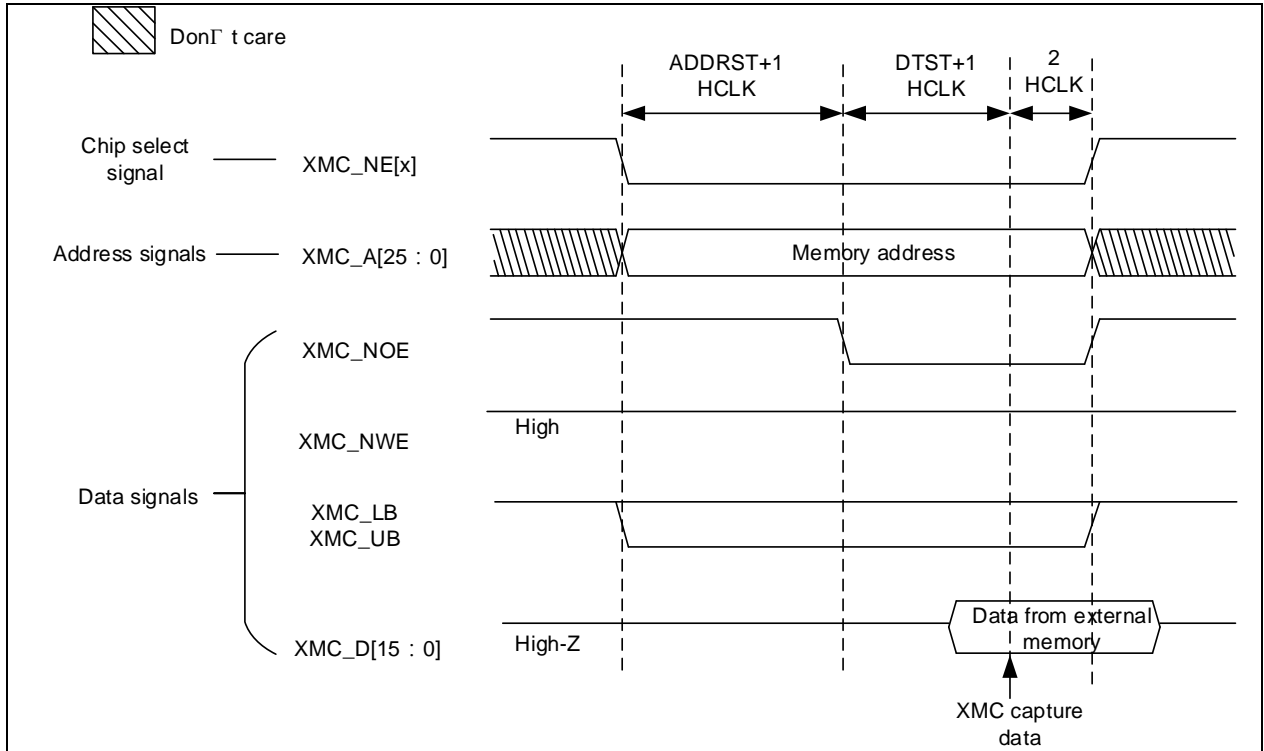 DonΓ t care
ADDRST+1
HCLK
DTST+1
HCLK
2
HCLK
Chip select
signal
XMC_NE[x]
Address signals
XMC_A[25 : 0]
Memory address
XMC_NOE
High
XMC_NWE
Data signals
XMC_LB
XMC_UB
XMC_D[15 : 0]
High-Z
Data from external
memory
XMC capture
data